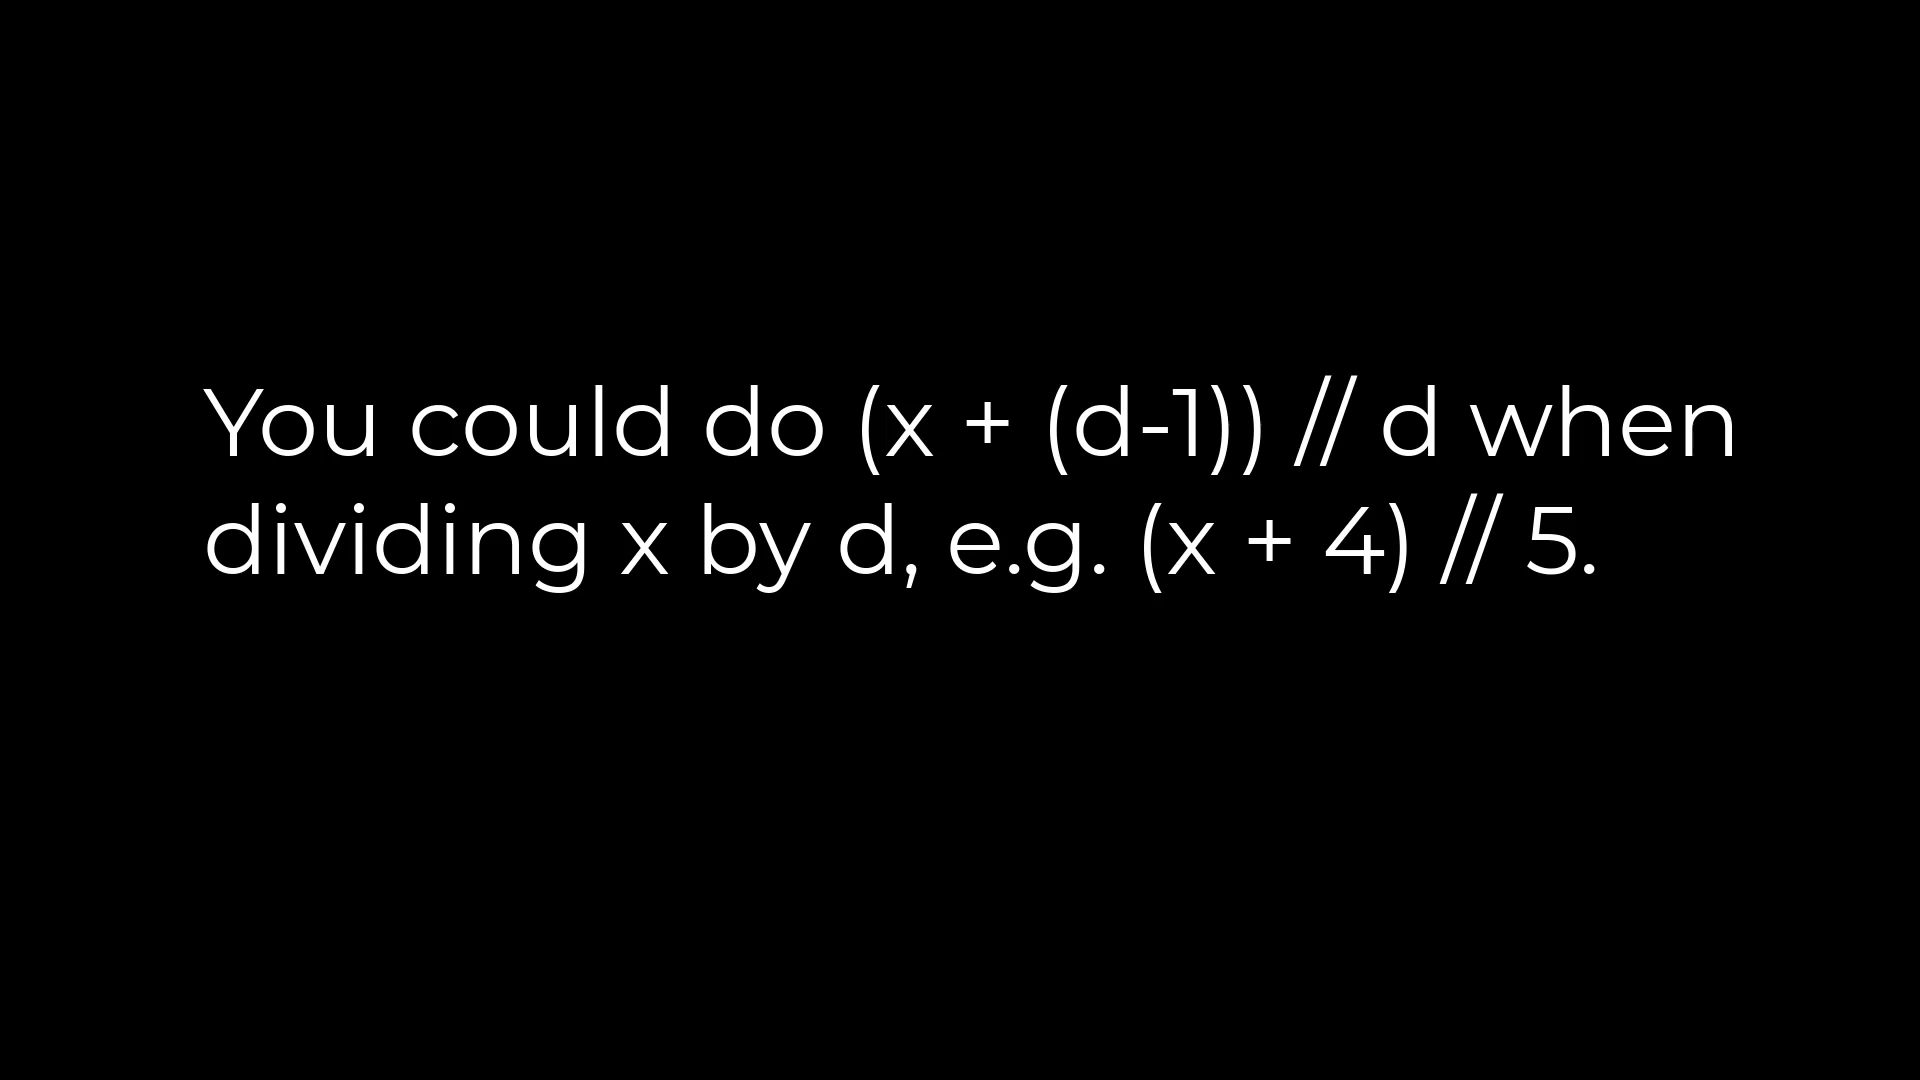 You could do (x + (d-1)) // d when
dividing x by d, e.g. (x + 4) // 5.